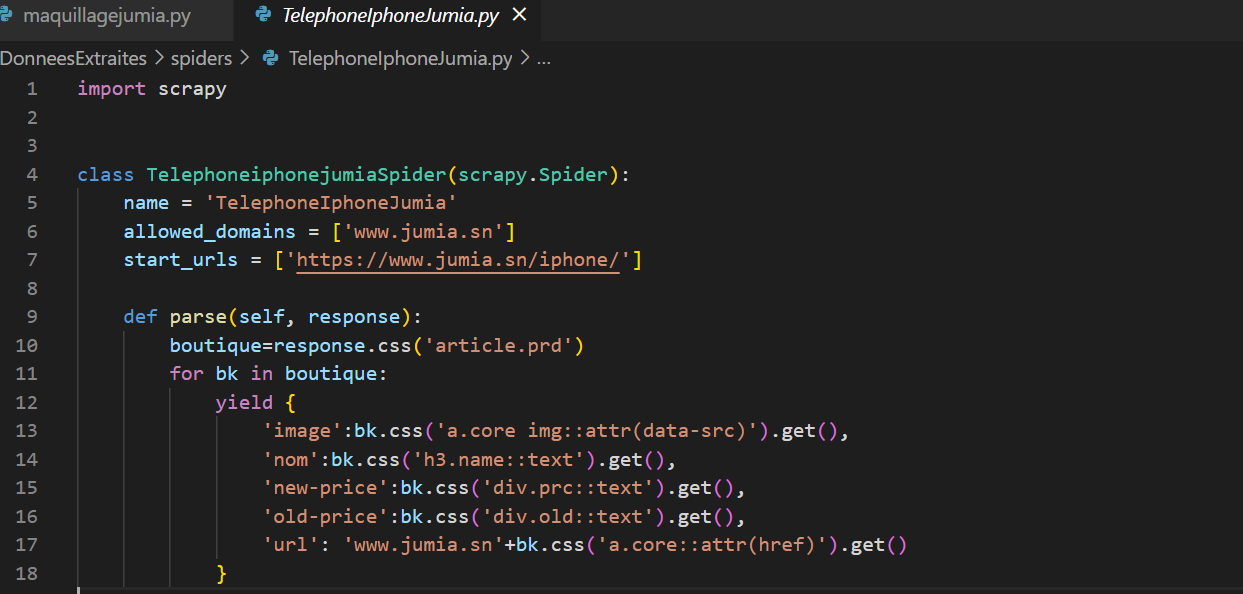 maquillagejumia.py TelephoneIphoneJumia.py ×
DonneesExtraites > spiders > TelephoneIphoneJumia.py > ...
1 import scrapy
2
3
4 class TelephoneiphonejumiaSpider(scrapy.Spider):
5     name = 'TelephoneIphoneJumia'
6     allowed_domains = ['www.jumia.sn']
7     start_urls = ['https://www.jumia.sn/iphone/']
8
9     def parse(self, response):
10         boutique=response.css('article.prd')
11         for bk in boutique:
12             yield {
13                 'image':bk.css('a.core img::attr(data-src)').get(),
14                 'nom':bk.css('h3.name::text').get(),
15                 'new-price':bk.css('div.prc::text').get(),
16                 'old-price':bk.css('div.old::text').get(),
17                 'url': 'www.jumia.sn'+bk.css('a.core::attr(href)').get()
18             }